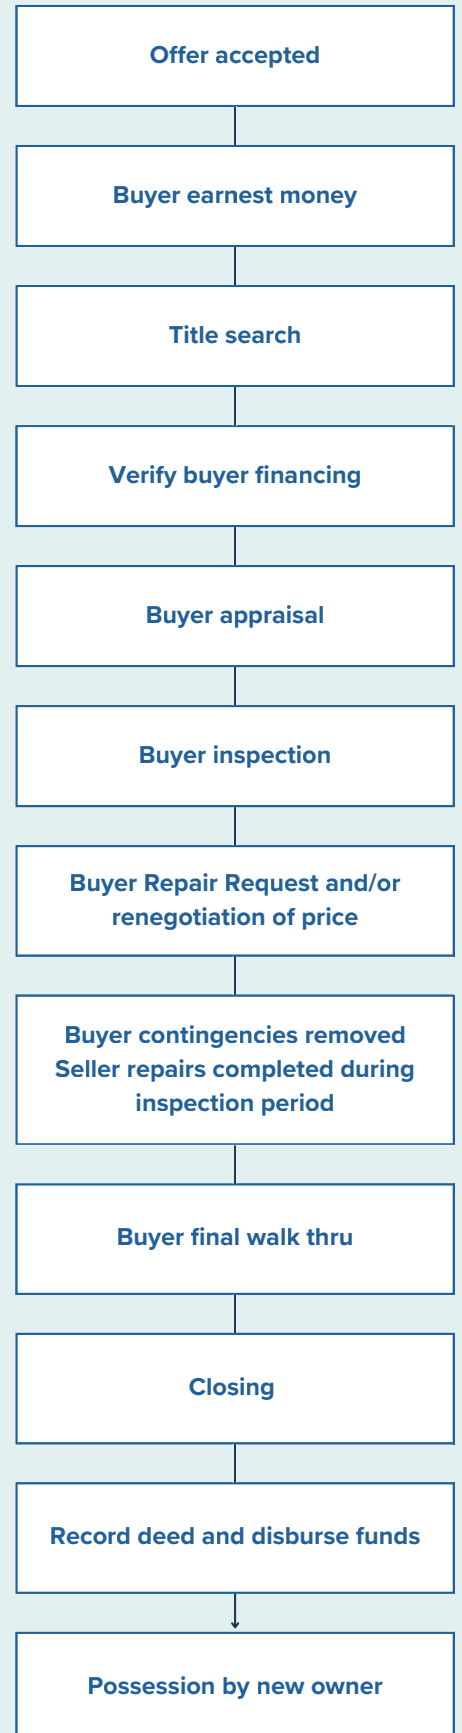 Offer accepted
Buyer earnest money
Title search
Verify buyer financing
Buyer appraisal
Buyer inspection
Buyer Repair Request and/or
renegotiation of price
Buyer contingencies removed
Seller repairs completed during
inspection period
Buyer final walk thru
Closing
Record deed and disburse funds
Possession by new owner